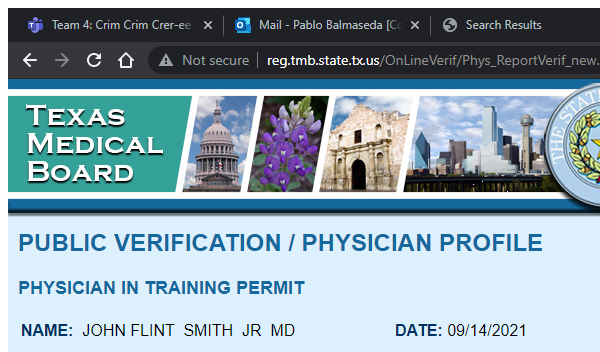 Team 4: Crim Crim Crer-ee
Mail - Pablo Balmaseda [Co
Search Results
Not secure | reg.tmb.state.tx.us/OnLineVerif/Phys_ReportVerif_new.
TEXAS
MEDICAL
BOARD
THE STATE
PUBLIC VERIFICATION / PHYSICIAN PROFILE
PHYSICIAN IN TRAINING PERMIT
NAME: JOHN FLINT SMITH JR MD DATE: 09/14/2021